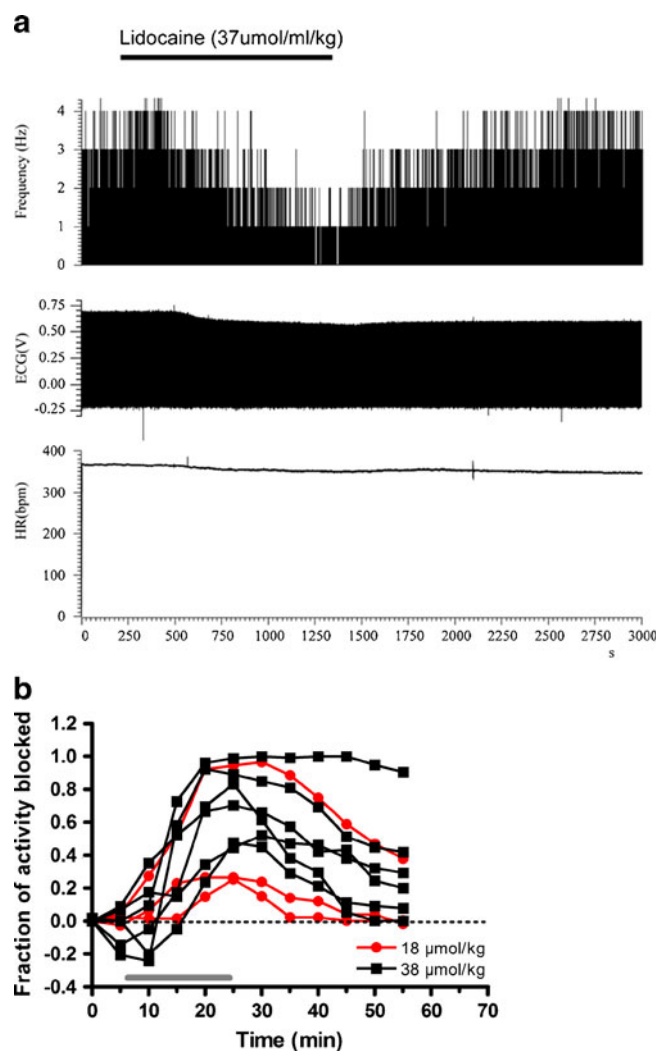 a
Lidocaine (37umol/ml/kg)
Frequency (Hz)
4
3
2
1
0
ECG(V)
0.75
0.50
0.25
0.00
-0.25
HR(bpm)
400
300
200
100
0
0 250 500 750 1000 1250 1500 1750 2000 2250 2500 2750 3000
s
b
Fraction of activity blocked
1.2
1.0
0.8
0.6
0.4
0.2
0.0
-0.2
-0.4
18 µmol/kg
38 µmol/kg
0 10 20 30 40 50 60 70
Time (min)